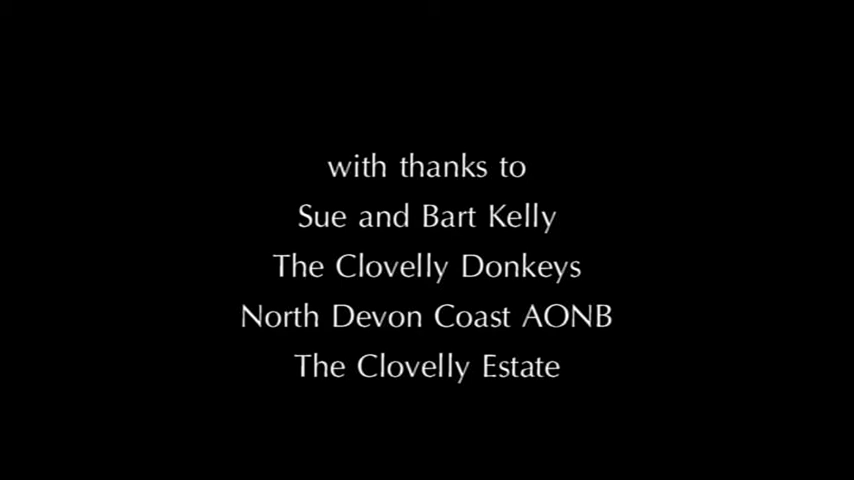 with thanks to
Sue and Bart Kelly
The Clovelly Donkeys
North Devon Coast AONB
The Clovelly Estate